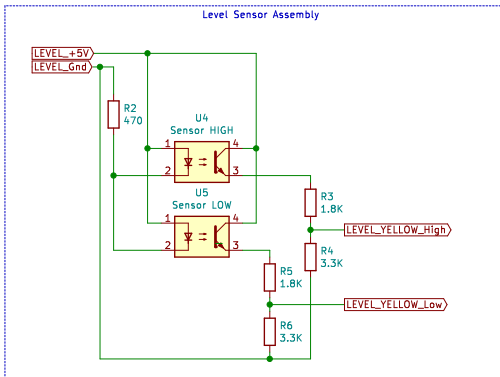 Level Sensor Assembly
LEVEL_+5V
LEVEL_Gnd
R2
470
U4
Sensor HIGH
1
4
2
3
R3
1.8K
U5
Sensor LOW
1
4
2
3
LEVEL_YELLOW_High
R4
3.3K
R5
1.8K
LEVEL_YELLOW_Low
R6
3.3K